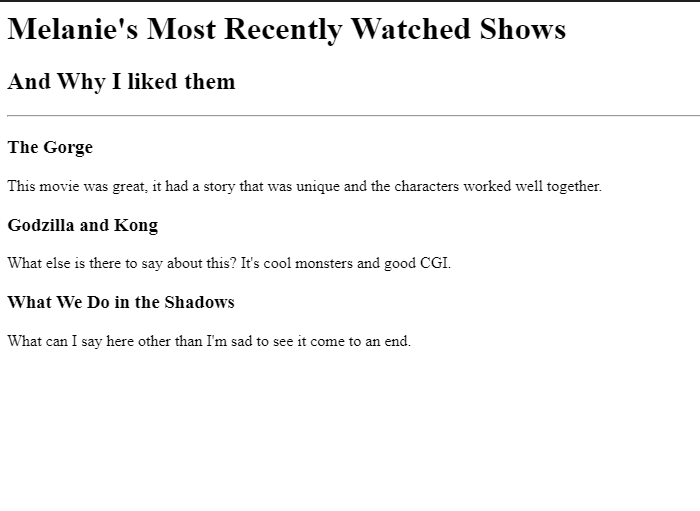 Melanie's Most Recently Watched Shows
And Why I liked them
The Gorge
This movie was great, it had a story that was unique and the characters worked well together.
Godzilla and Kong
What else is there to say about this? It's cool monsters and good CGI.
What We Do in the Shadows
What can I say here other than I'm sad to see it come to an end.